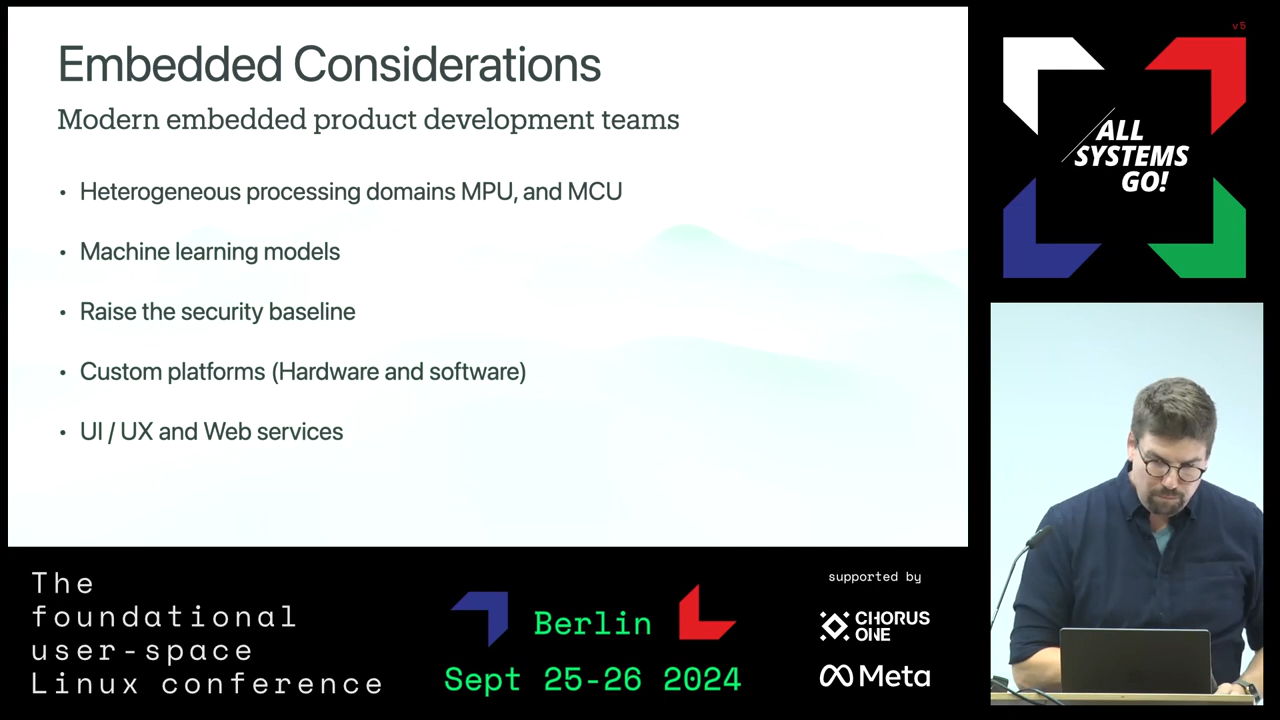 Embedded Considerations
Modern embedded product development teams
• Heterogeneous processing domains MPU, and MCU
• Machine learning models
• Raise the security baseline
• Custom platforms (Hardware and software)
• UI / UX and Web services
v5
ALL
SYSTEMS
GO!
The
foundational
user-space
Linux conference
Berlin
Sept 25-26 2024
supported by
CHORUS
ONE
Meta